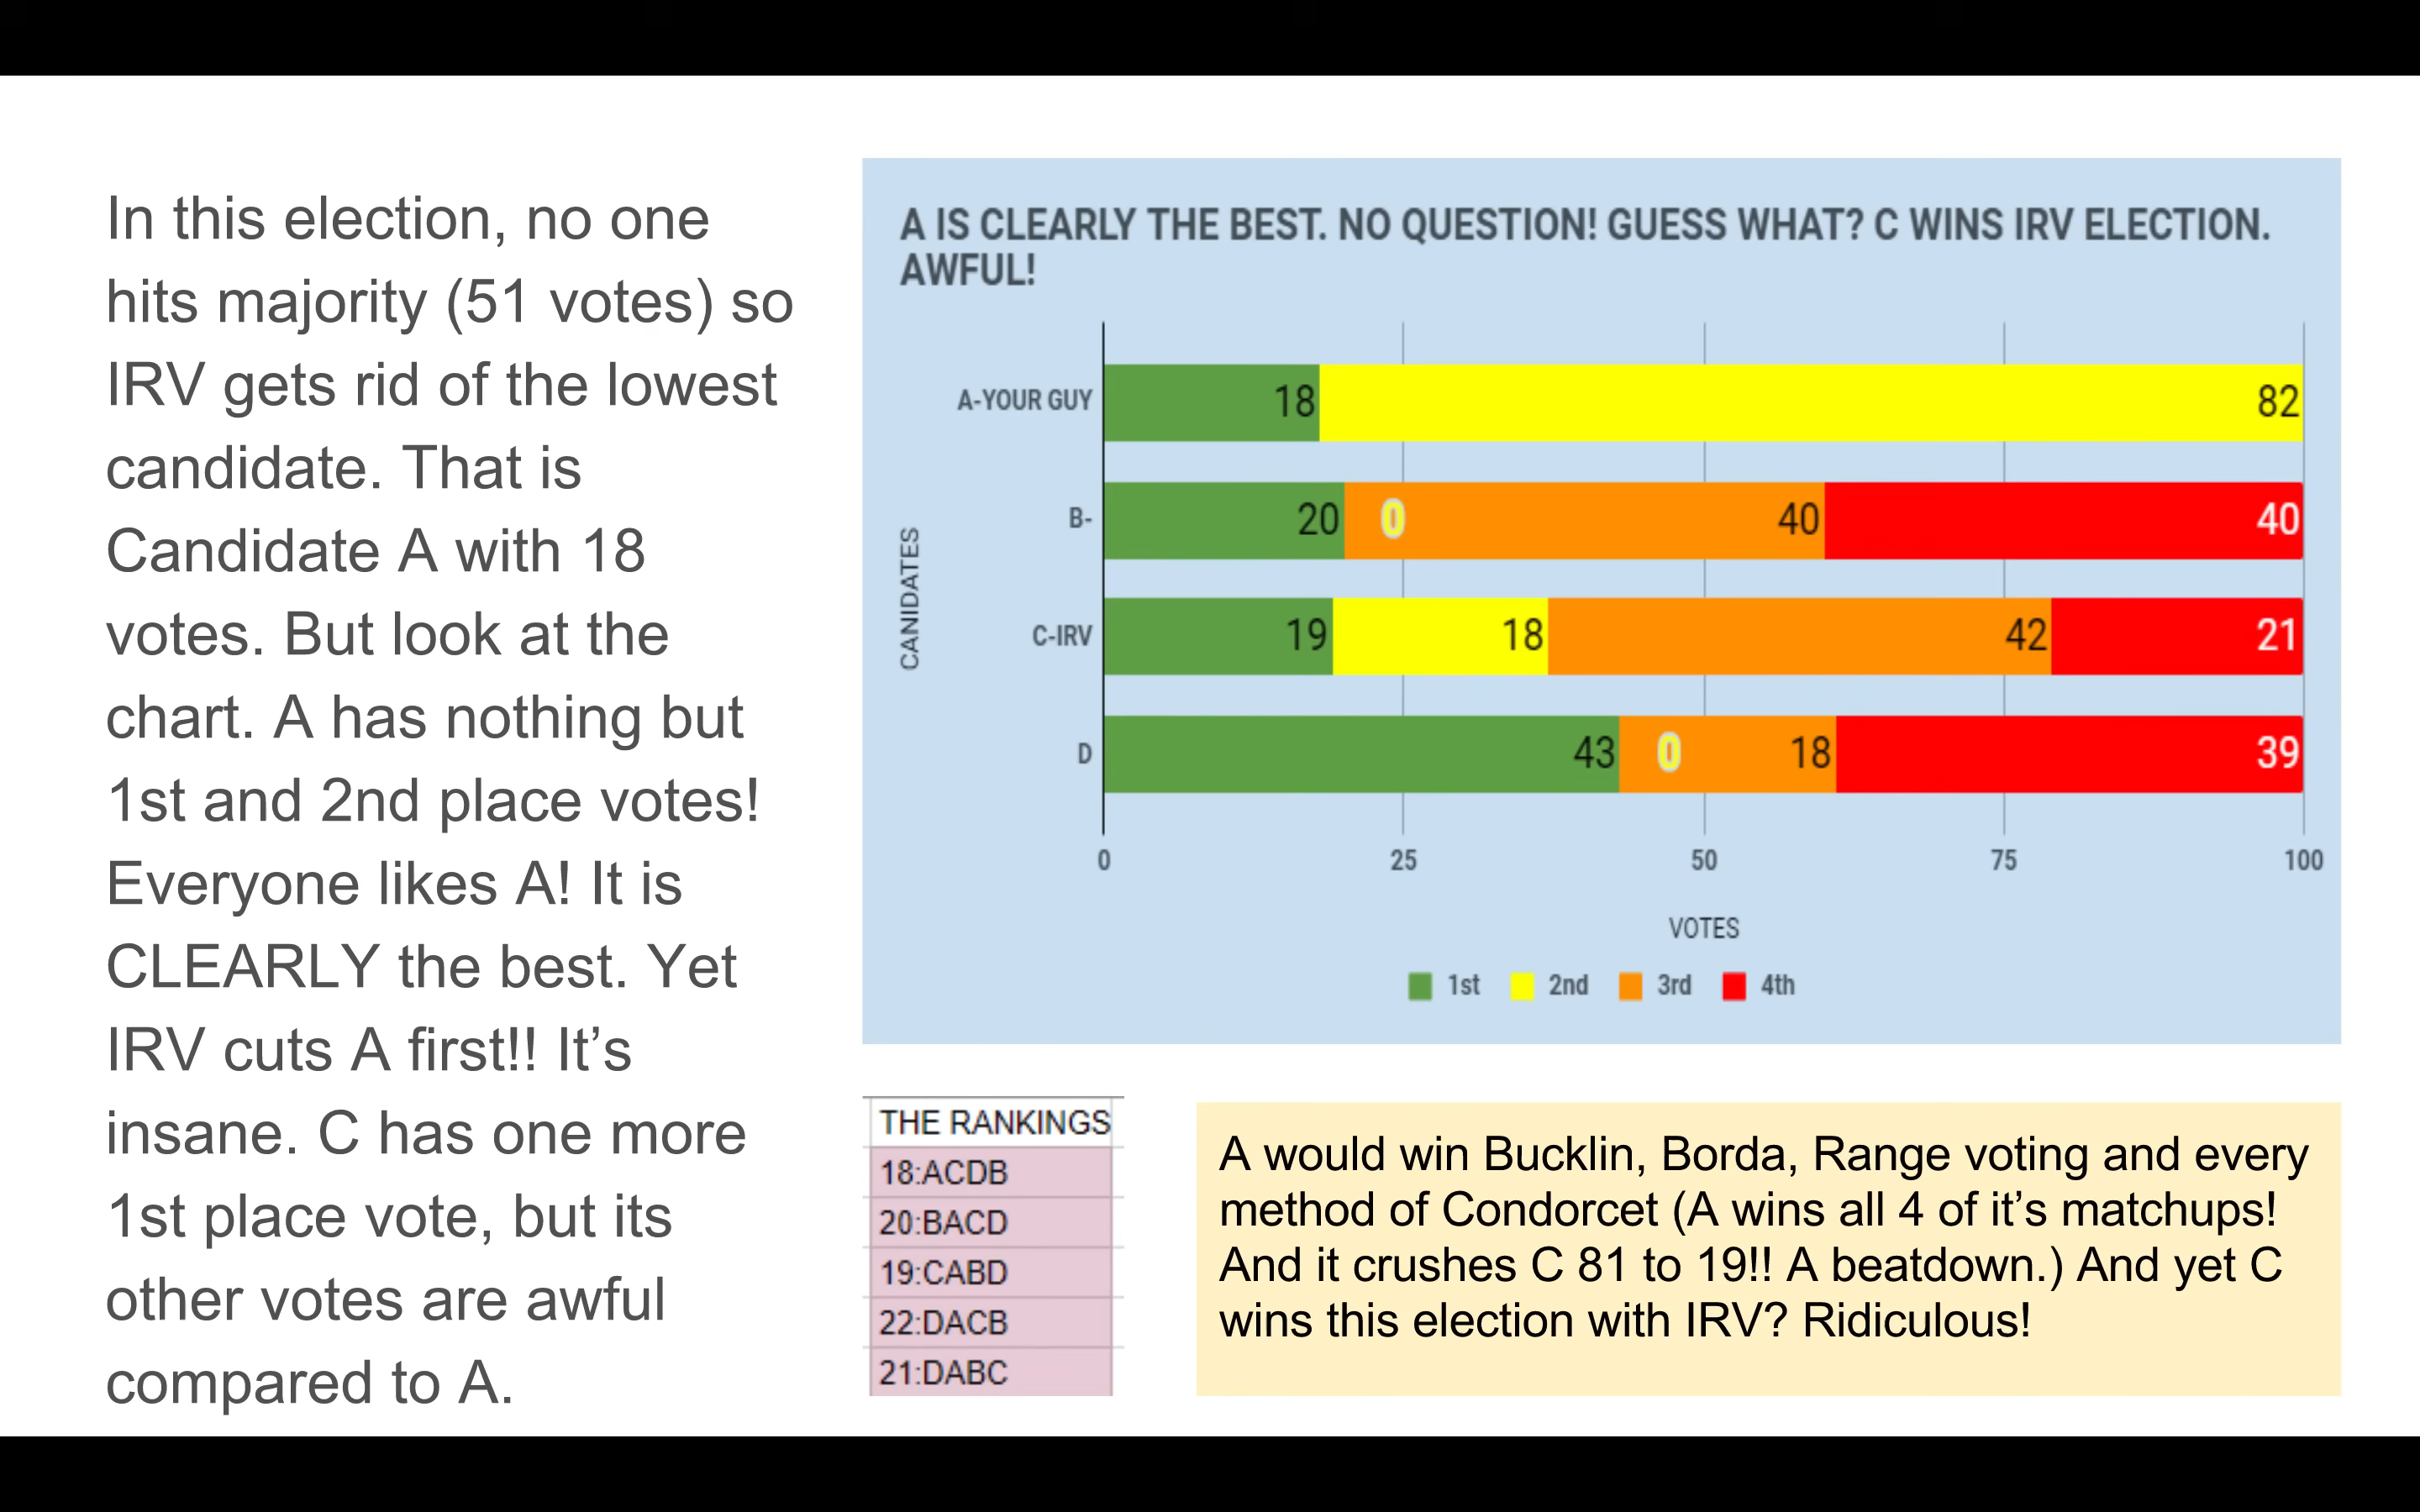 In this election, no one
hits majority (51 votes) so
IRV gets rid of the lowest
candidate. That is
Candidate A with 18
votes. But look at the
chart. A has nothing but
1st and 2nd place votes!
Everyone likes A! It is
CLEARLY the best. Yet
IRV cuts A first!! It’s
insane. C has one more
1st place vote, but its
other votes are awful
compared to A.
A IS CLEARLY THE BEST. NO QUESTION! GUESS WHAT? C WINS IRV ELECTION.
AWFUL!
CANDIDATES
A-YOUR GUY 18 82
B- 20 0 40 40
C-IRV 19 18 42 21
D 43 0 18 39
0 25 50 75 100
VOTES
1st 2nd 3rd 4th
THE RANKINGS
18:ACDB
20:BACD
19:CABD
22:DACB
21:DABC
A would win Bucklin, Borda, Range voting and every
method of Condorcet (A wins all 4 of it’s matchups!
And it crushes C 81 to 19!! A beatdown.) And yet C
wins this election with IRV? Ridiculous!